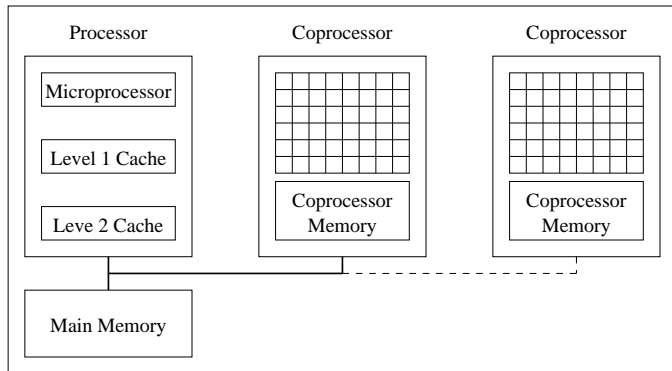 Processor
Coprocessor
Coprocessor
Microprocessor
Level 1 Cache
Leve 2 Cache
Coprocessor
Memory
Coprocessor
Memory
Main Memory